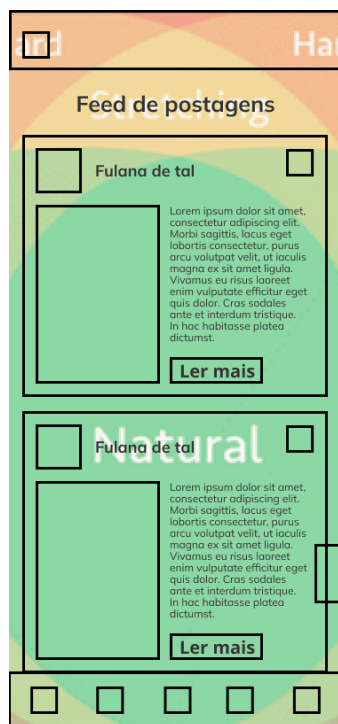 ard
Har
Stretching
Feed de postagens
Fulana de tal
Lorem ipsum dolor sit amet,
consectetur adipiscing elit.
Morbi sagittis, lacus eget
lobortis consectetur, purus
arcu volutpat velit, ut iaculis
magna ex sit amet ligula.
Vivamus eu risus laoreet
enim vulputate efficitur eget
quis dolor. Cras sodales
ante et interdum tristique.
In hac habitasse platea
dictumst.
Ler mais
Natural
Fulana de tal
Lorem ipsum dolor sit amet,
consectetur adipiscing elit.
Morbi sagittis, lacus eget
lobortis consectetur, purus
arcu volutpat velit, ut iaculis
magna ex sit amet ligula.
Vivamus eu risus laoreet
enim vulputate efficitur eget
quis dolor. Cras sodales
ante et interdum tristique.
In hac habitasse platea
dictumst.
Ler mais